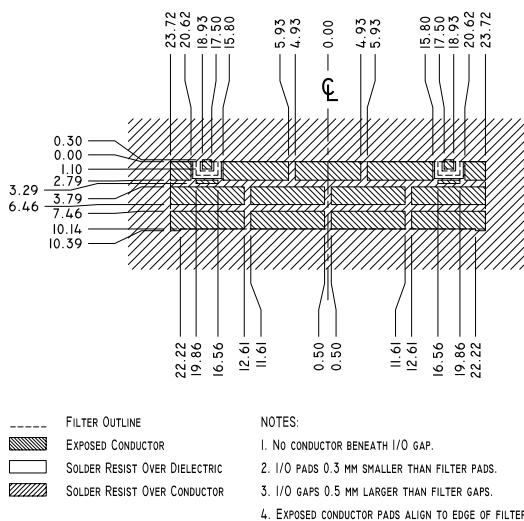 23.72 20.62 18.93 17.50 15.80 5.93 4.93 0.00 4.93 5.93 15.80 17.50 18.93 20.62 23.72
℄
0.30
0.00
1.10
2.79
3.29
3.79
6.46
7.46
10.14
10.39
22.22 19.86 16.56 12.61 11.61 0.50 0.50 11.61 12.61 16.56 19.86 22.22
FILTER OUTLINE
EXPOSED CONDUCTOR
SOLDER RESIST OVER DIELECTRIC
SOLDER RESIST OVER CONDUCTOR
NOTES:
1. NO CONDUCTOR BENEATH I/O GAP.
2. I/O PADS 0.3 MM SMALLER THAN FILTER PADS.
3. I/O GAPS 0.5 MM LARGER THAN FILTER GAPS.
4. EXPOSED CONDUCTOR PADS ALIGN TO EDGE OF FILTER